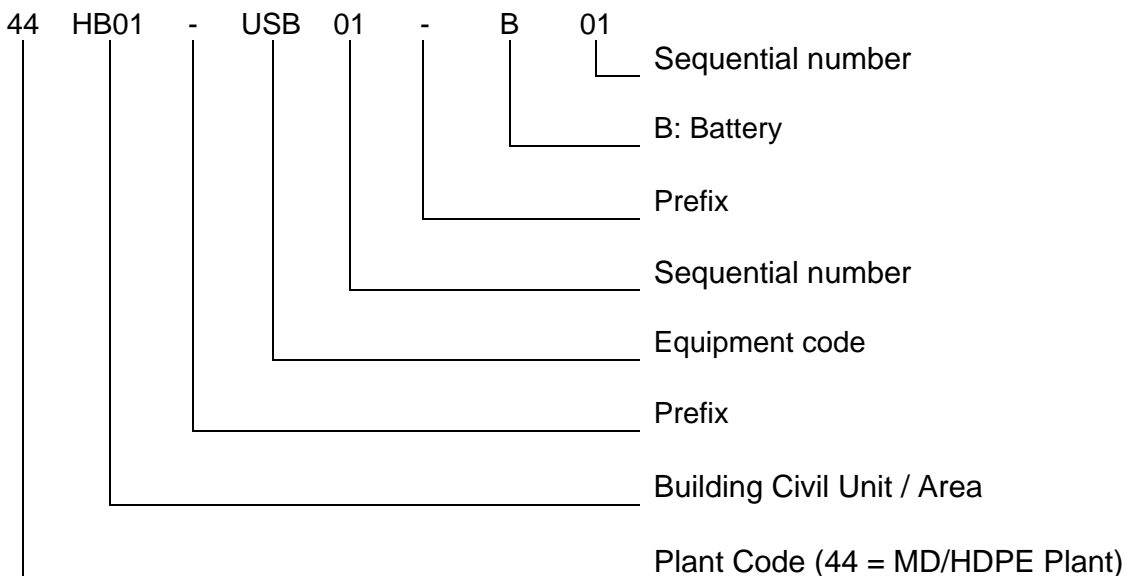 44 HB01 - USB 01 - B 01
Sequential number
B: Battery
Prefix
Sequential number
Equipment code
Prefix
Building Civil Unit / Area
Plant Code (44 = MD/HDPE Plant)